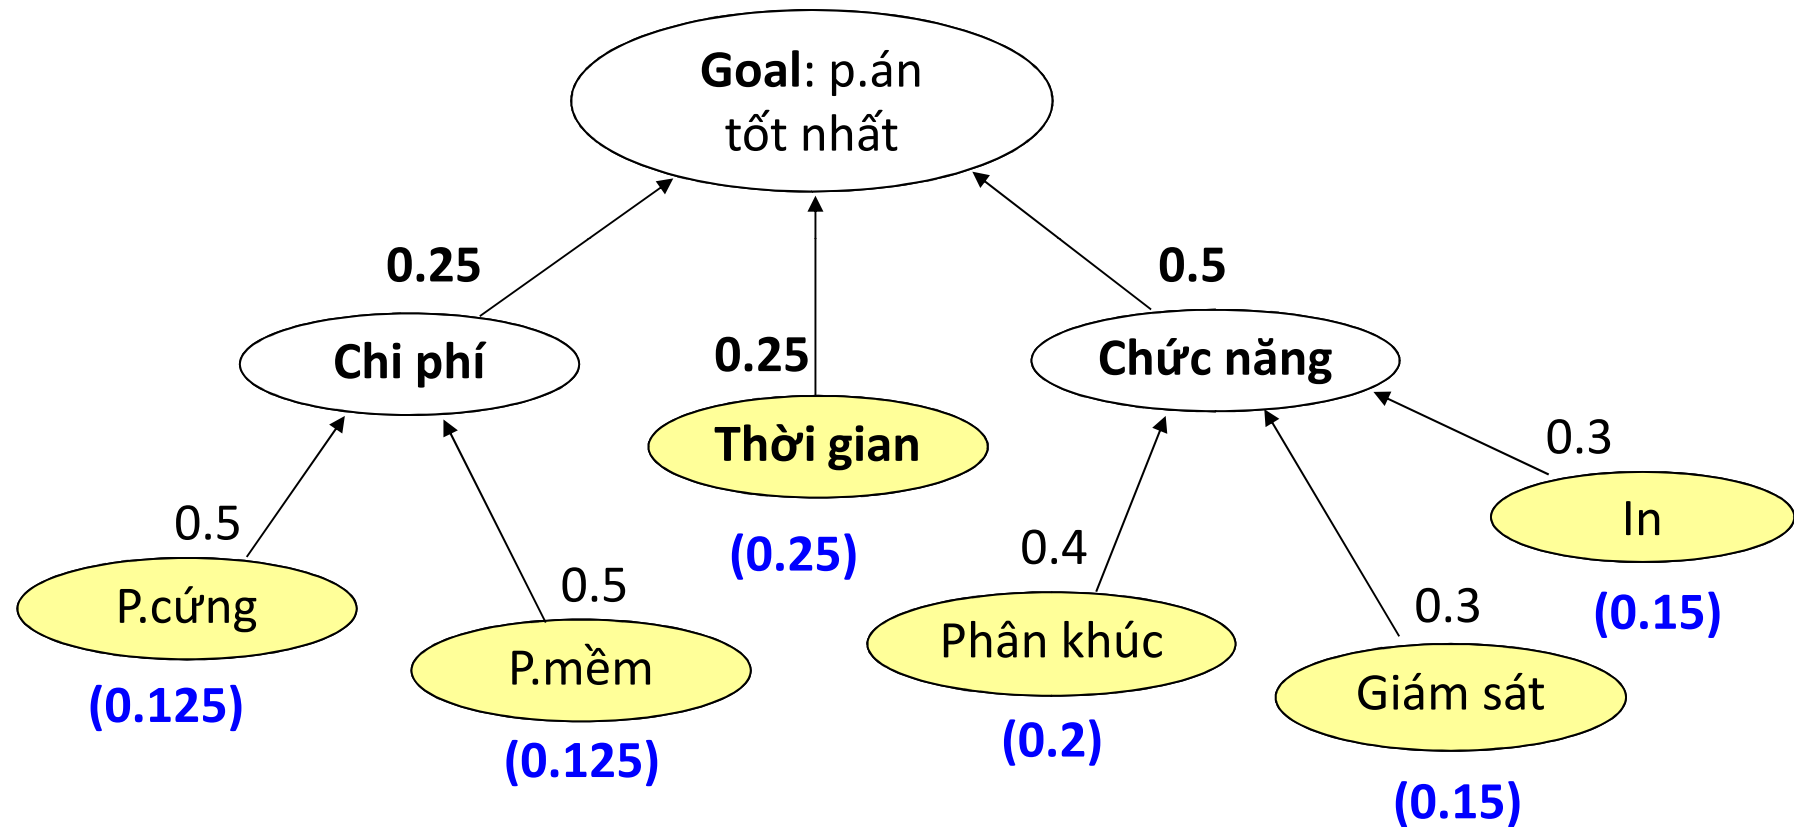 Goal: p.án
tốt nhất
0.25
0.5
0.25
Chi phí
Chức năng
Thời gian
(0.25)
0.5
0.5
0.4
0.3
0.3
P.cứng
(0.125)
P.mềm
(0.125)
Phân khúc
(0.2)
Giám sát
(0.15)
In
(0.15)